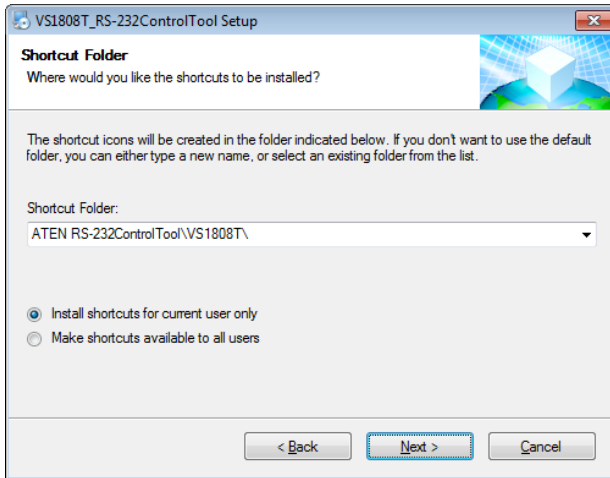 VS1808T_RS-232ControlTool Setup
Shortcut Folder
Where would you like the shortcuts to be installed?
The shortcut icons will be created in the folder indicated below. If you don't want to use the default
folder, you can either type a new name, or select an existing folder from the list.
Shortcut Folder:
ATEN RS-232ControlTool\VS1808T\
Install shortcuts for current user only
Make shortcuts available to all users
< Back
Next >
Cancel